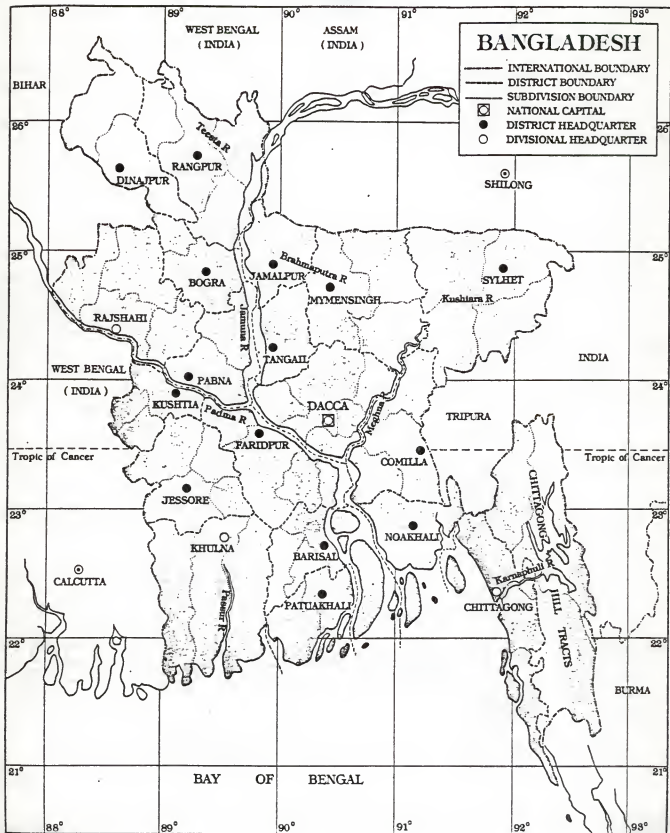 88°
89°
90°
91°
92°
WEST BENGAL
(INDIA)
ASSAM
(INDIA)
BANGLADESH
INTERNATIONAL BOUNDARY
DISTRICT BOUNDARY
SUBDIVISION BOUNDARY
NATIONAL CAPITAL
DISTRICT HEADQUARTER
DIVISIONAL HEADQUARTER
BIHAR
26°
26°
Teesta R
RANGPUR
DINAJPUR
SHILONG
25°
25°
BOGRA
JAMALPUR
Brahmaputra R
MYMENSINGH
SYLHET
Kushiara R
RAJSHAHI
Jamuna R
TANGAIL
INDIA
WEST BENGAL
(INDIA)
24°
24°
PABNA
KUSHTIA
Padma R
DACCA
Meghna
TRIPURA
FARIDPUR
COMILLA
Tropic of Cancer
Tropic of Cancer
JESSORE
CHITTAGONG
HILL
TRACTS
23°
23°
KHULNA
BARISAL
NOAKHALI
CALCUTTA
Karnaphuli R
CHITTAGONG
PATUAKHALI
Passur R
22°
22°
BURMA
21°
21°
BAY OF BENGAL
88°
89°
90°
91°
92°
93°